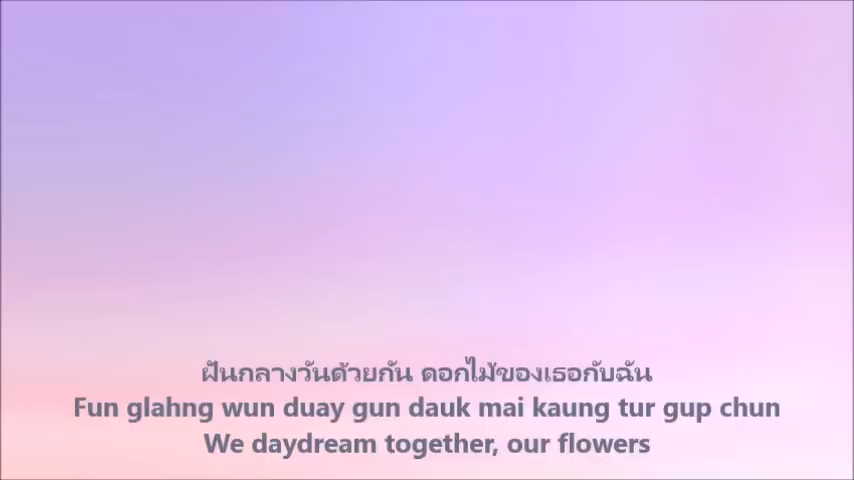 ฝันกลางวันด้วยกัน ดอกไม้ของเธอกับฉัน
Fun glahng wun duay gun dauk mai kaung tur gup chun
We daydream together, our flowers